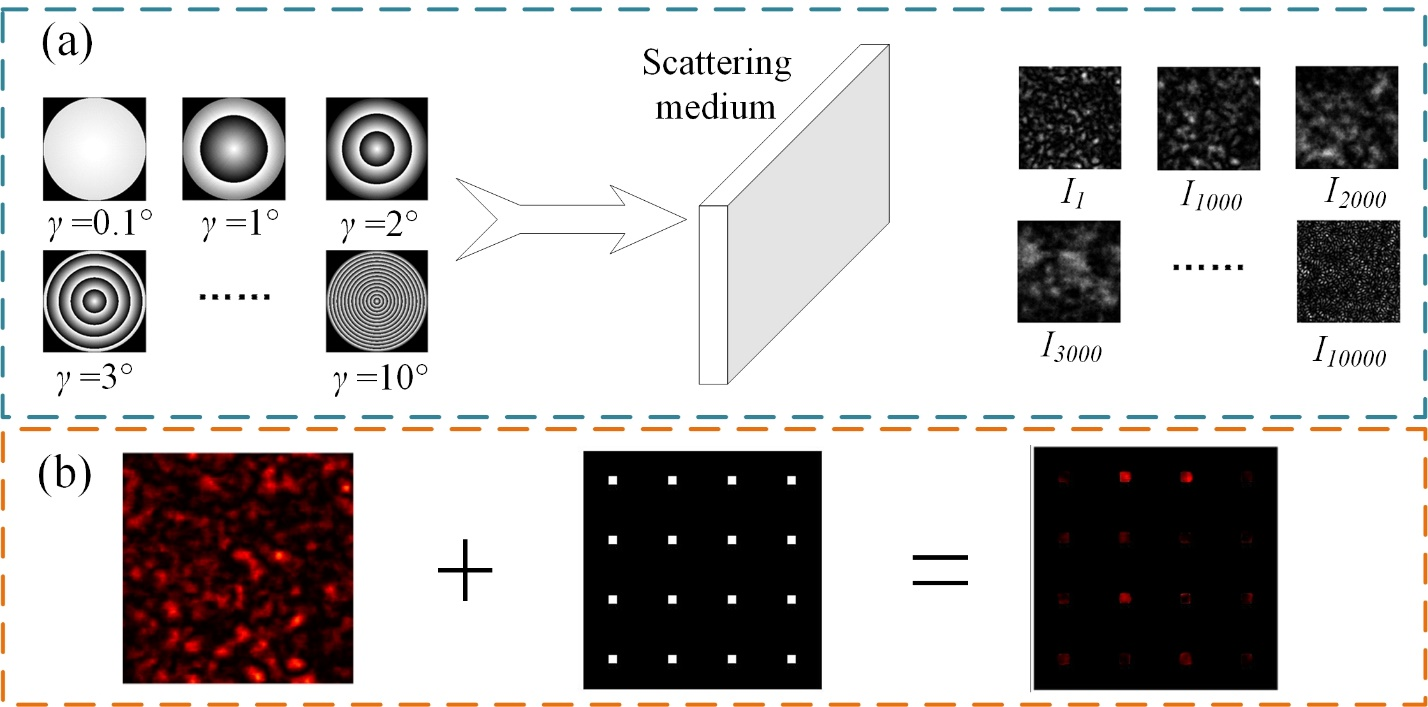 (a)
Scattering
medium
γ =0.1° γ =1° γ =2°
I1 I1000 I2000
......
......
γ =3° γ =10°
I3000 I10000
(b)
+ =